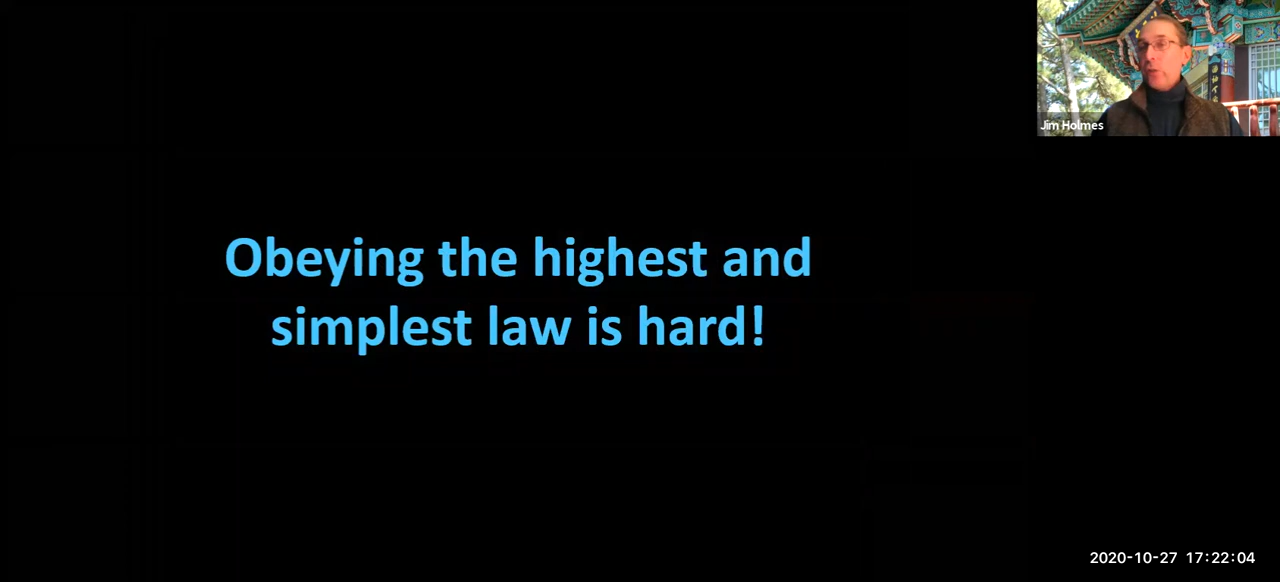 Jim Holmes
Obeying the highest and
simplest law is hard!
2020-10-27 17:22:04